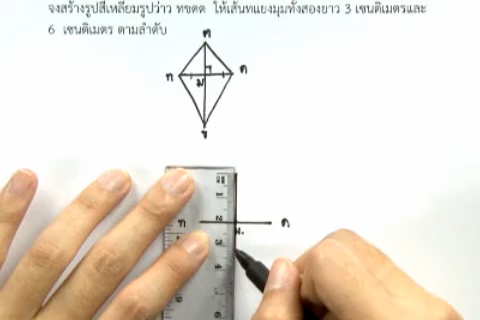 จงสร้างรูปสี่เหลี่ยมรูปว่าว ทขดต ให้เส้นทแยงมุมทั้งสองยาว 3 เซนติเมตรและ
6 เซนติเมตร ตามลำดับ
ต
ท ด
ม
ข
ท ด
ม.